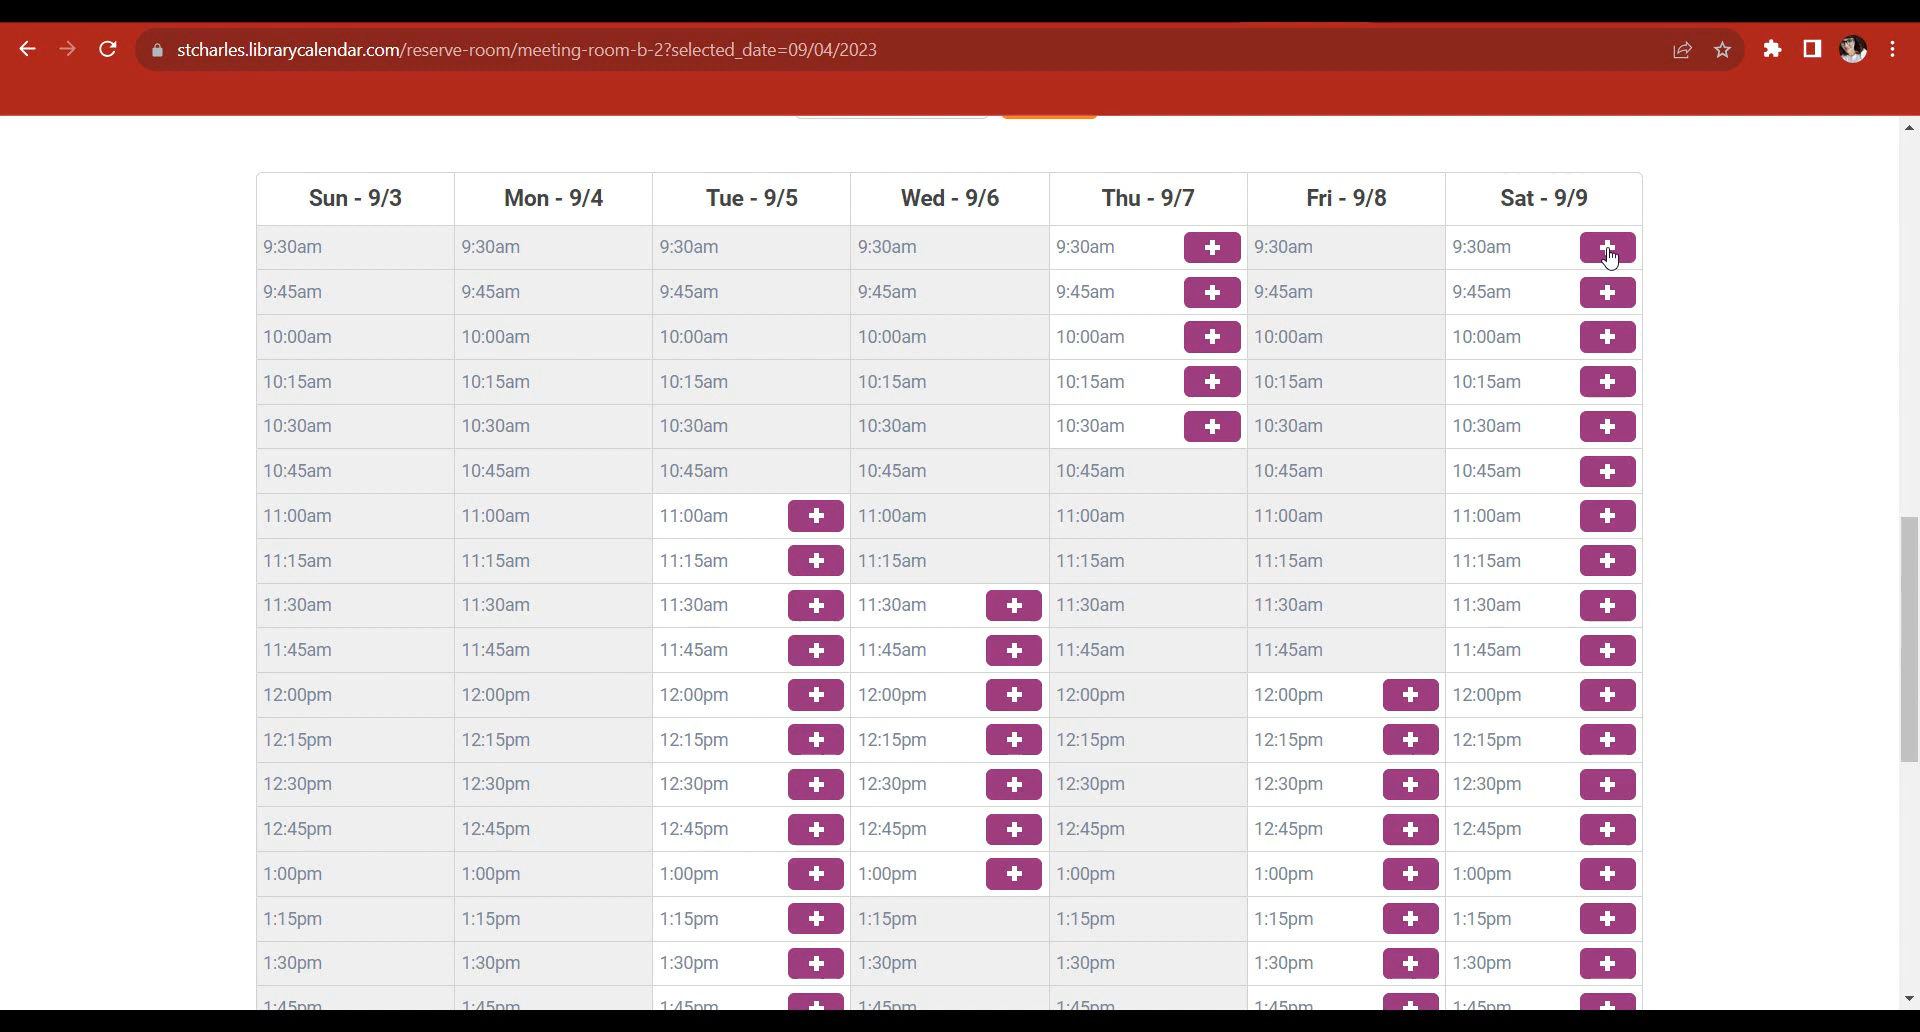 stcharles.librarycalendar.com/reserve-room/meeting-room-b-2?selected_date=09/04/2023
Sun - 9/3 Mon - 9/4 Tue - 9/5 Wed - 9/6 Thu - 9/7 Fri - 9/8 Sat - 9/9
9:30am 9:30am 9:30am 9:30am 9:30am 9:30am 9:30am
9:45am 9:45am 9:45am 9:45am 9:45am 9:45am 9:45am
10:00am 10:00am 10:00am 10:00am 10:00am 10:00am 10:00am
10:15am 10:15am 10:15am 10:15am 10:15am 10:15am 10:15am
10:30am 10:30am 10:30am 10:30am 10:30am 10:30am 10:30am
10:45am 10:45am 10:45am 10:45am 10:45am 10:45am 10:45am
11:00am 11:00am 11:00am 11:00am 11:00am 11:00am 11:00am
11:15am 11:15am 11:15am 11:15am 11:15am 11:15am 11:15am
11:30am 11:30am 11:30am 11:30am 11:30am 11:30am 11:30am
11:45am 11:45am 11:45am 11:45am 11:45am 11:45am 11:45am
12:00pm 12:00pm 12:00pm 12:00pm 12:00pm 12:00pm 12:00pm
12:15pm 12:15pm 12:15pm 12:15pm 12:15pm 12:15pm 12:15pm
12:30pm 12:30pm 12:30pm 12:30pm 12:30pm 12:30pm 12:30pm
12:45pm 12:45pm 12:45pm 12:45pm 12:45pm 12:45pm 12:45pm
1:00pm 1:00pm 1:00pm 1:00pm 1:00pm 1:00pm 1:00pm
1:15pm 1:15pm 1:15pm 1:15pm 1:15pm 1:15pm 1:15pm
1:30pm 1:30pm 1:30pm 1:30pm 1:30pm 1:30pm 1:30pm
1:45pm 1:45pm 1:45pm 1:45pm 1:45pm 1:45pm 1:45pm